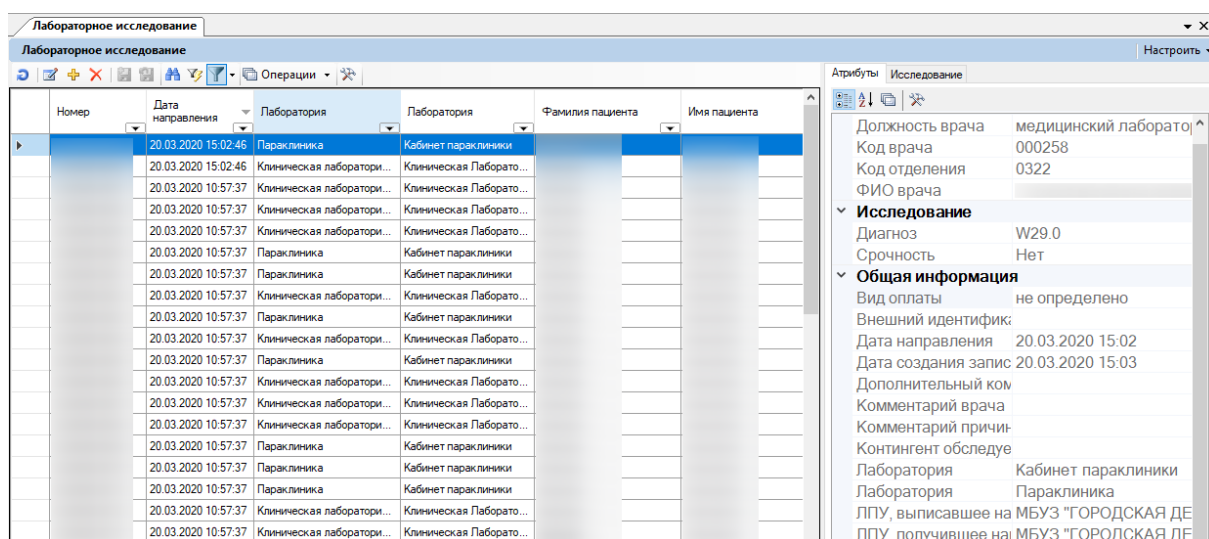 Лабораторное исследование
Лабораторное исследование
Настроить
Операции
Номер Дата направления Лаборатория Лаборатория Фамилия пациента Имя пациента
20.03.2020 15:02:46 Параклиника Кабинет параклиники
20.03.2020 15:02:46 Клиническая лаборатори... Клиническая Лаборато...
20.03.2020 10:57:37 Клиническая лаборатори... Клиническая Лаборато...
20.03.2020 10:57:37 Клиническая лаборатори... Клиническая Лаборато...
20.03.2020 10:57:37 Клиническая лаборатори... Клиническая Лаборато...
20.03.2020 10:57:37 Параклиника Кабинет параклиники
20.03.2020 10:57:37 Параклиника Кабинет параклиники
20.03.2020 10:57:37 Клиническая лаборатори... Клиническая Лаборато...
20.03.2020 10:57:37 Параклиника Кабинет параклиники
20.03.2020 10:57:37 Клиническая лаборатори... Клиническая Лаборато...
20.03.2020 10:57:37 Параклиника Кабинет параклиники
20.03.2020 10:57:37 Клиническая лаборатори... Клиническая Лаборато...
20.03.2020 10:57:37 Клиническая лаборатори... Клиническая Лаборато...
20.03.2020 10:57:37 Параклиника Кабинет параклиники
20.03.2020 10:57:37 Параклиника Кабинет параклиники
20.03.2020 10:57:37 Параклиника Кабинет параклиники
20.03.2020 10:57:37 Клиническая лаборатори... Клиническая Лаборато...
20.03.2020 10:57:37 Параклиника Кабинет параклиники
20.03.2020 10:57:37 Клиническая лаборатори... Клиническая Лаборато...
Атрибуты Исследование
Должность врача медицинский лаборато
Код врача 000258
Код отделения 0322
ФИО врача
Исследование
Диагноз W29.0
Срочность Нет
Общая информация
Вид оплаты не определено
Внешний идентифика
Дата направления 20.03.2020 15:02
Дата создания запис 20.03.2020 15:03
Дополнительный ком
Комментарий врача
Комментарий причин
Контингент обследуе
Лаборатория Кабинет параклиники
Лаборатория Параклиника
ЛПУ, выписавшее на МБУЗ "ГОРОДСКАЯ ДЕ
ЛПУ, получившее на МБУЗ "ГОРОДСКАЯ ДЕ